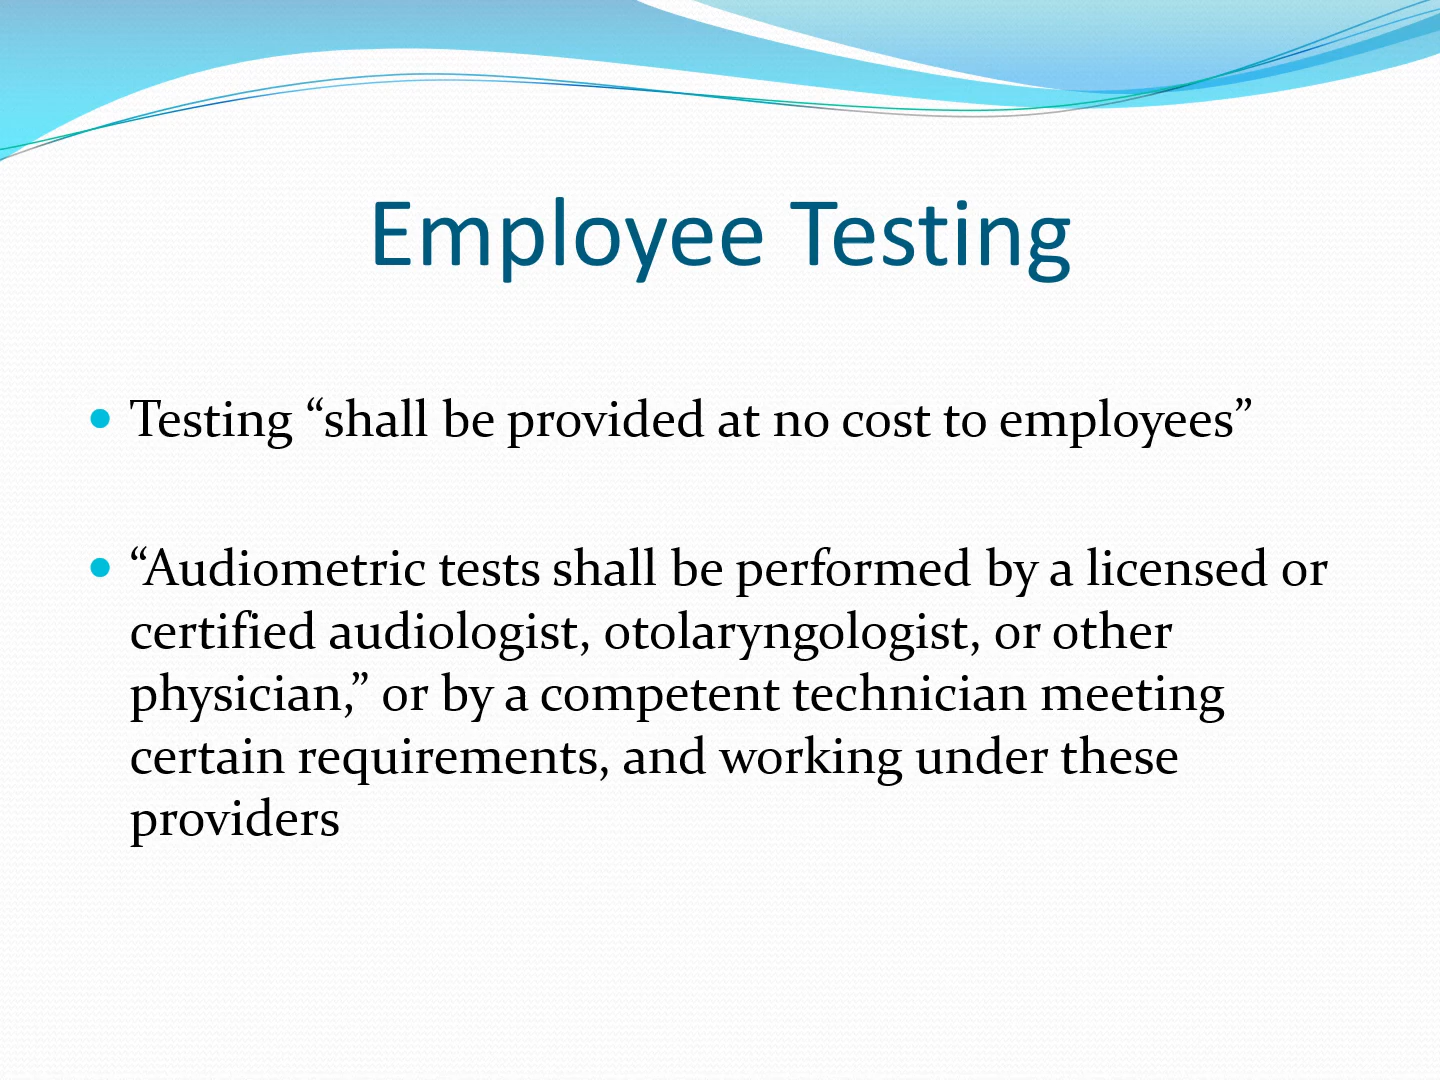 Employee Testing
• Testing “shall be provided at no cost to employees”
• “Audiometric tests shall be performed by a licensed or
certified audiologist, otolaryngologist, or other
physician,” or by a competent technician meeting
certain requirements, and working under these
providers